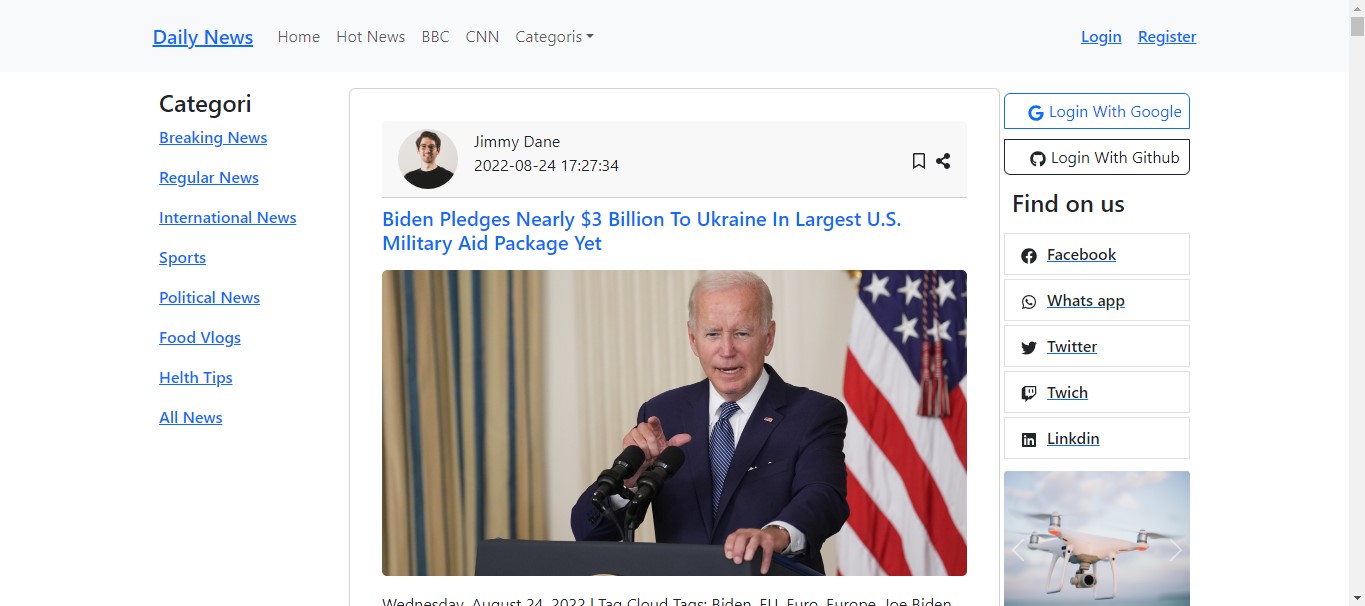 Daily News
Home
Hot News
BBC
CNN
Categoris
Login
Register
Categori
Breaking News
Regular News
International News
Sports
Political News
Food Vlogs
Helth Tips
All News
Jimmy Dane
2022-08-24 17:27:34
Biden Pledges Nearly $3 Billion To Ukraine In Largest U.S.
Military Aid Package Yet
Wednesday, August 24, 2022 | Tag Cloud Tags: Biden, EU, Euro, Europe, Joe Biden,
Login With Google
Login With Github
Find on us
Facebook
Whats app
Twitter
Twich
Linkdin